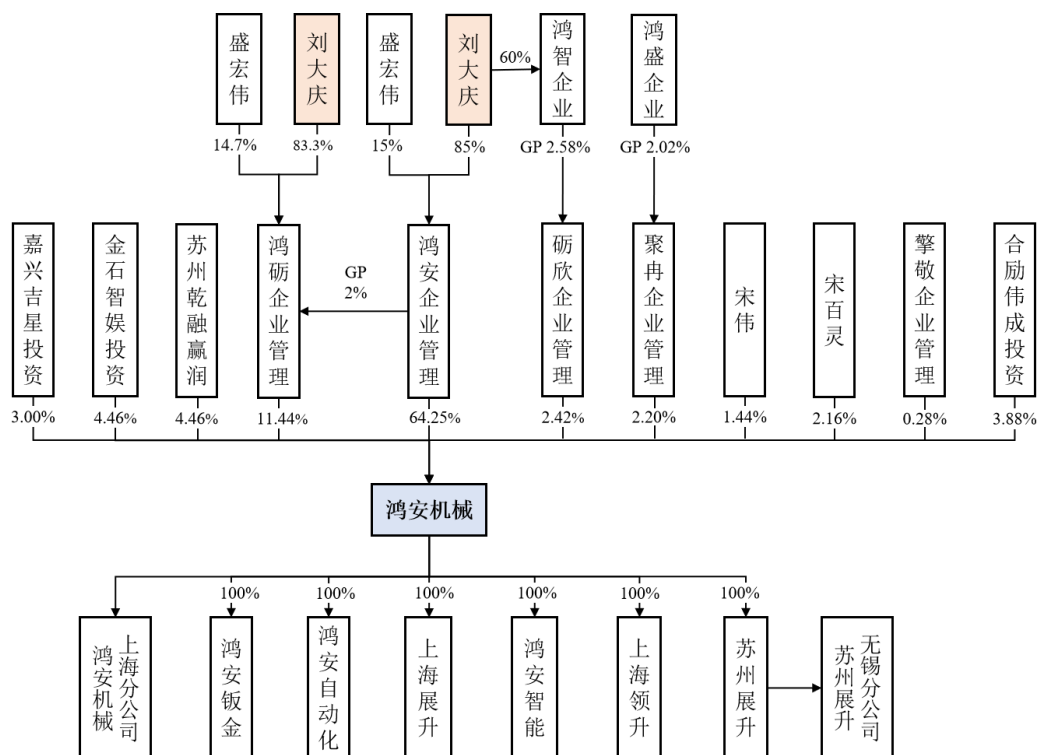 盛宏伟
刘大庆
盛宏伟
刘大庆
60%
鸿智企业
鸿盛企业
14.7%
83.3%
15%
85%
GP 2.58%
GP 2.02%
嘉兴吉星投资
金石智娱投资
苏州乾融赢润
鸿砺企业管理
GP
2%
鸿安企业管理
砺欣企业管理
聚冉企业管理
宋伟
宋百灵
擎敬企业管理
合励伟成投资
3.00%
4.46%
4.46%
11.44%
64.25%
2.42%
2.20%
1.44%
2.16%
0.28%
3.88%
鸿安机械
100%
100%
100%
100%
100%
100%
鸿安机械
上海分公司
鸿安钣金
鸿安自动化
上海展升
鸿安智能
上海领升
苏州展升
苏州展升
无锡分公司